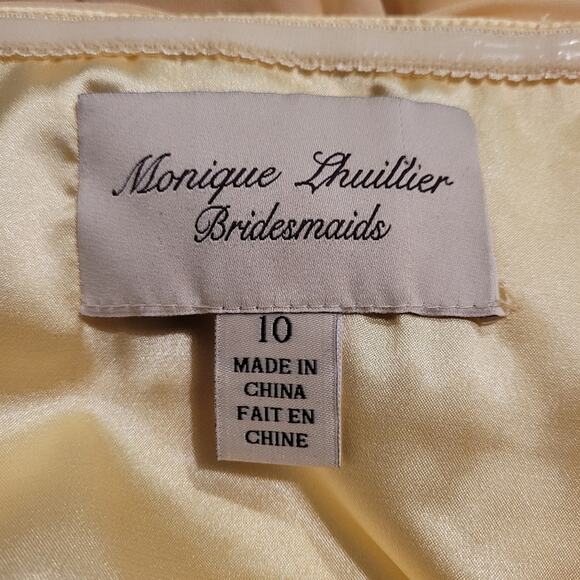 Monique Lhuillier
Bridesmaids
10
MADE IN
CHINA
FAIT EN
CHINE